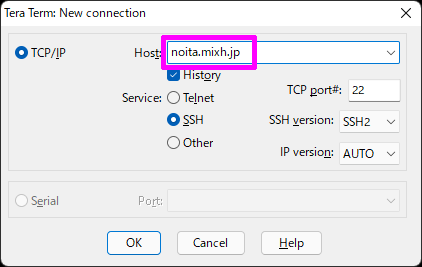 Tera Term: New connection
TCP/IP
Host: noita.mixh.jp
History
Service: Telnet TCP port#: 22
SSH SSH version: SSH2
Other IP version: AUTO
Serial Port:
OK Cancel Help